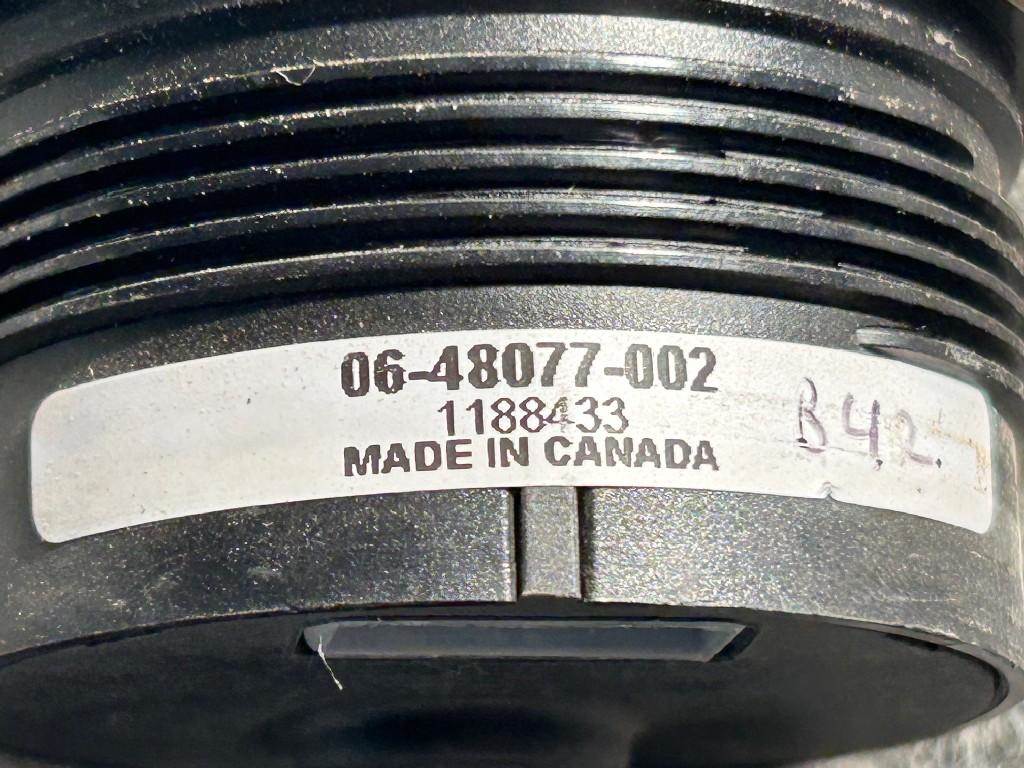 06-48077-002
1188433
MADE IN CANADA
B42.